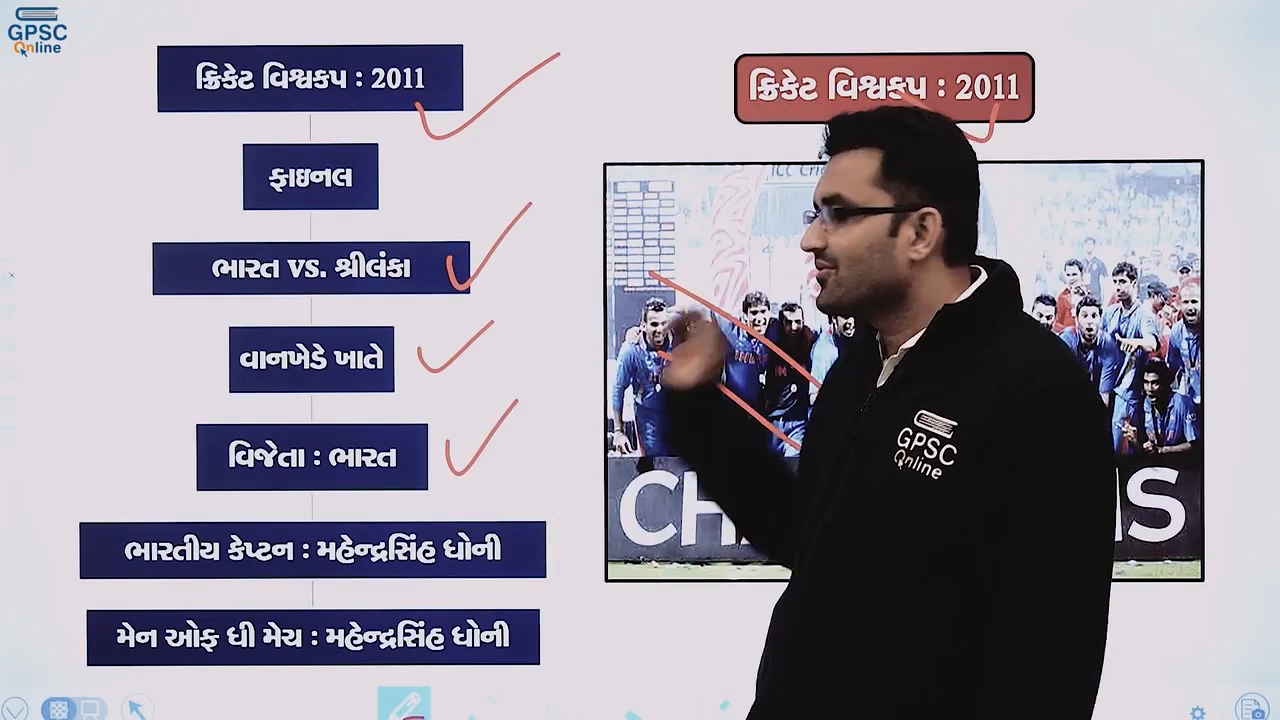 GPSC
Online
ક્રિકેટ વિશ્વકપ : 2011
ફાઇનલ
ભારત vs. શ્રીલંકા
વાનખેડે ખાતે
વિજેતા : ભારત
ભારતીય કેપ્ટન : મહેન્દ્રસિંહ ધોની
મેન ઓફ ધી મેચ : મહેન્દ્રસિંહ ધોની
ક્રિકેટ વિશ્વકપ : 2011
ICC
GPSC
Online